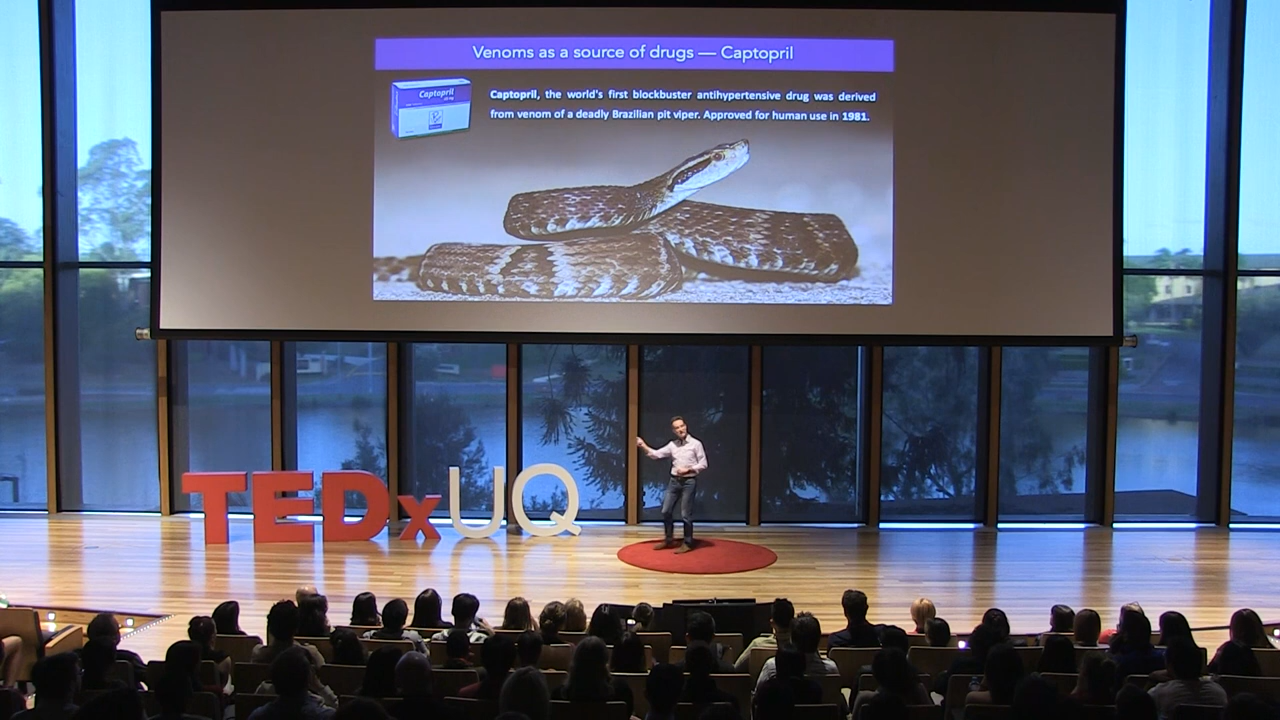 Venoms as a source of drugs — Captopril
Captopril
Captopril, the world's first blockbuster antihypertensive drug was derived
from venom of a deadly Brazilian pit viper. Approved for human use in 1981.
TEDxUQ